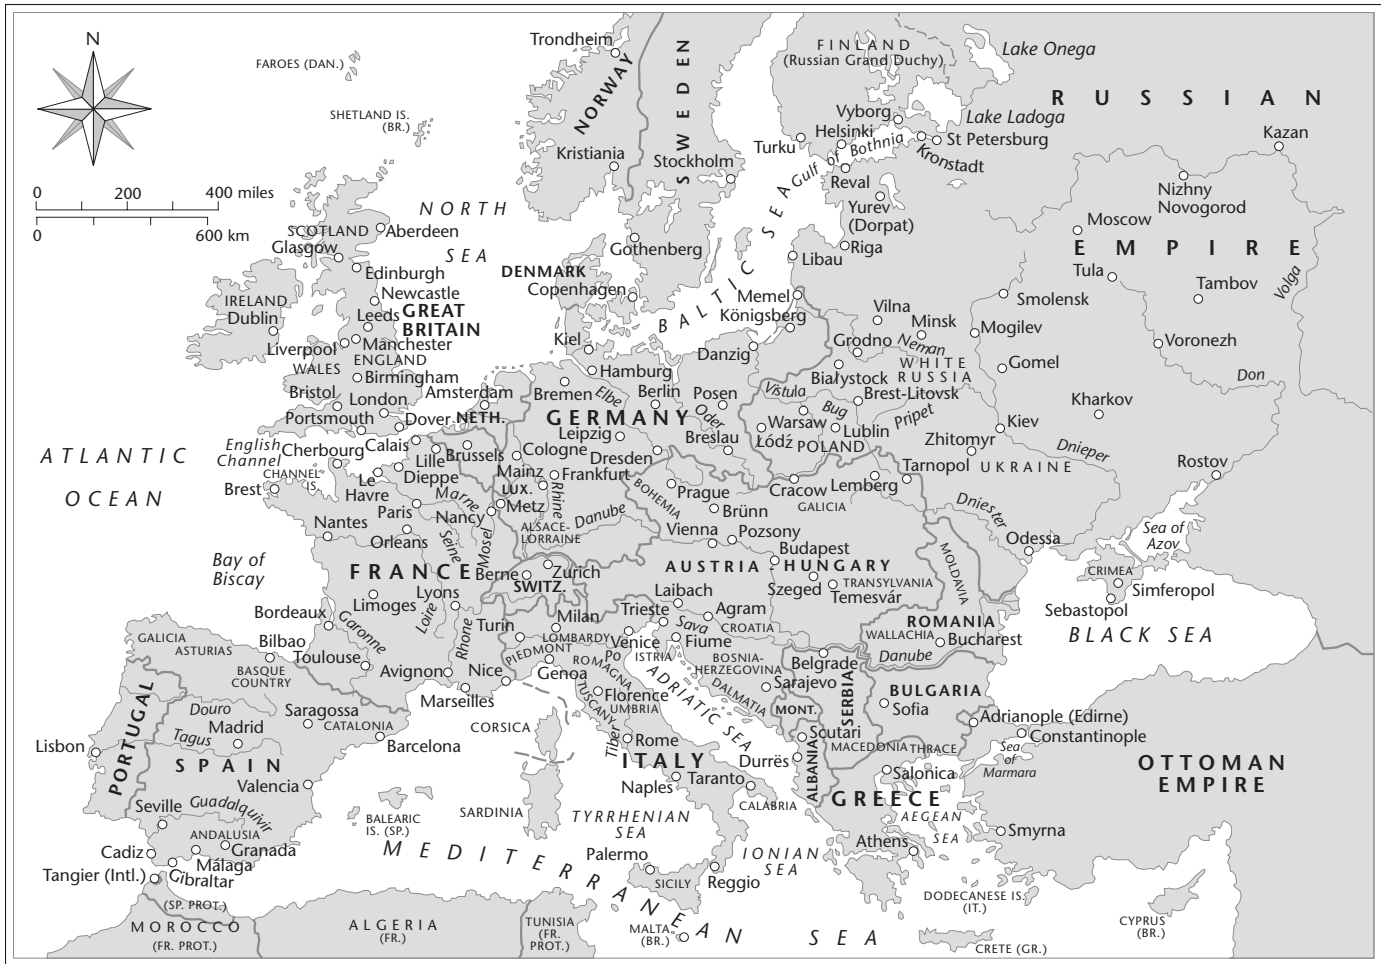 N
0 200 400 miles
0 600 km
FAROES (DAN.)
SHETLAND IS.
(BR.)
Trondheim
NORWAY
SWEDEN
FINLAND
(Russian Grand Duchy)
Lake Onega
RUSSIAN
Lake Ladoga
Vyborg
Helsinki
Turku
Gulf of Bothnia
St Petersburg
Kronstadt
Kazan
Kristiania
Stockholm
Reval
Yurev
(Dorpat)
Nizhny
Novogorod
Moscow
EMPIRE
NORTH
SEA
SCOTLAND
Aberdeen
Glasgow
Edinburgh
Gothenberg
BALTIC SEA
Riga
Libau
Tula
Tambov
Volga
DENMARK
Copenhagen
IRELAND
Dublin
Newcastle
Leeds
GREAT
BRITAIN
Memel
Königsberg
Smolensk
Vilna
Minsk
Mogilev
Voronezh
Liverpool
Manchester
ENGLAND
WALES
Birmingham
Kiel
Danzig
Grodno
Neman
WHITE
RUSSIA
Gomel
Don
Hamburg
Białystock
Bristol
London
Amsterdam
Bremen
Elbe
Berlin
Posen
Vistula
Brest-Litovsk
Kharkov
Portsmouth
Dover
NETH.
GERMANY
Oder
Warsaw
Bug
Pripet
Kiev
ATLANTIC
OCEAN
English
Channel
Cherbourg
Calais
Lille
Brussels
Cologne
Leipzig
Dresden
Breslau
Łódź
Lublin
POLAND
Zhitomyr
Dnieper
CHANNEL
IS.
Le
Havre
Dieppe
Mainz
Frankfurt
LUX.
Metz
Rhine
Tarnopol
UKRAINE
Rostov
Brest
Marne
Paris
Nancy
BOHEMIA
Prague
Cracow
Lemberg
GALICIA
Nantes
Orleans
Seine
Mosel
ALSACE-
LORRAINE
Danube
Brünn
Dniester
Sea of
Azov
Vienna
Pozsony
Odessa
Bay of
Biscay
FRANCE
Berne
Zurich
SWITZ.
AUSTRIA - HUNGARY
Budapest
MOLDAVIA
CRIMEA
Simferopol
Sebastopol
Limoges
Lyons
Loire
Laibach
Szeged
TRANSYLVANIA
Temesvár
Bordeaux
Garonne
Rhone
Turin
Milan
LOMBARDY
PIEDMONT
Trieste
Venice
Po
ISTRIA
Sava
Agram
CROATIA
Fiume
ROMANIA
WALLACHIA
Bucharest
Danube
BLACK SEA
GALICIA
ASTURIAS
Bilbao
BASQUE
COUNTRY
Toulouse
Avignon
Nice
Marseilles
Genoa
ROMAGNA
BOSNIA-
HERZEGOVINA
Belgrade
Sarajevo
DALMATIA
ADRIATIC SEA
TUSCANY
Florence
UMBRIA
SERBIA
BULGARIA
Sofia
MONT.
PORTUGAL
Douro
Saragossa
Madrid
CATALONIA
Barcelona
CORSICA
Tiber
Rome
Scutari
MACEDONIA
THRACE
Adrianople (Edirne)
Constantinople
Lisbon
Tagus
SPAIN
Valencia
ITALY
Durrës
ALBANIA
Sea
of
Marmara
OTTOMAN
EMPIRE
Naples
Taranto
CALABRIA
Salonica
GREECE
Seville
Guadalquivir
BALEARIC
IS. (SP.)
SARDINIA
TYRRHENIAN
SEA
AEGEAN
SEA
Smyrna
ANDALUSIA
Granada
Cadiz
Málaga
Gibraltar
MEDITERRANEAN SEA
Palermo
IONIAN
SEA
Athens
Tangier (Intl.)
SICILY
Reggio
DODECANESE IS.
(IT.)
(SP. PROT.)
MOROCCO
(FR. PROT.)
ALGERIA
(FR.)
TUNISIA
(FR.
PROT.)
MALTA
(BR.)
CRETE (GR.)
CYPRUS
(BR.)